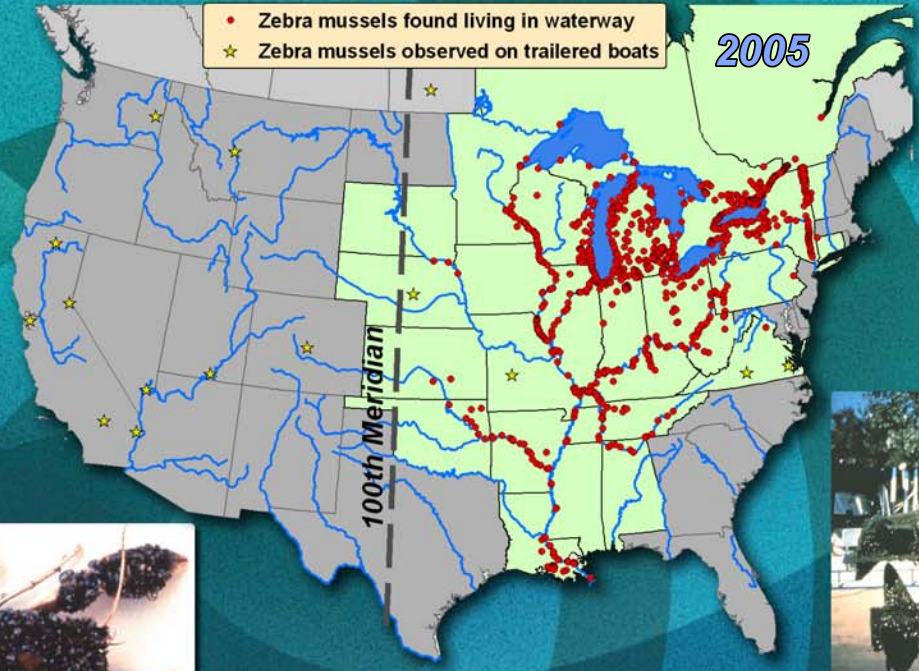 Zebra mussels found living in waterway
Zebra mussels observed on trailered boats
2005
100th Meridian